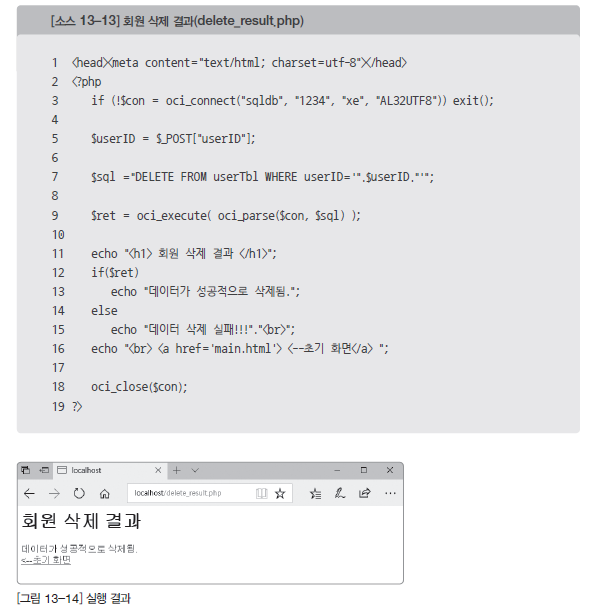 [소스 13-13] 회원 삭제 결과(delete_result.php)
1 <head><meta content="text/html; charset=utf-8"></head>
2 <?php
3 if (!$con = oci_connect("sqldb", "1234", "xe", "AL32UTF8")) exit();
4
5 $userID = $_POST["userID"];
6
7 $sql ="DELETE FROM userTbl WHERE userID='".$userID."'";
8
9 $ret = oci_execute( oci_parse($con, $sql) );
10
11 echo "<h1> 회원 삭제 결과 </h1>";
12 if($ret)
13 echo "데이터가 성공적으로 삭제됨.";
14 else
15 echo "데이터 삭제 실패!!!"."<br>";
16 echo "<br> <a href='main.html'> <--초기 화면</a> ";
17
18 oci_close($con);
19 ?>
localhost
localhost/delete_result.php
회원 삭제 결과
데이터가 성공적으로 삭제됨.
<--초기 화면
[그림 13-14] 실행 결과